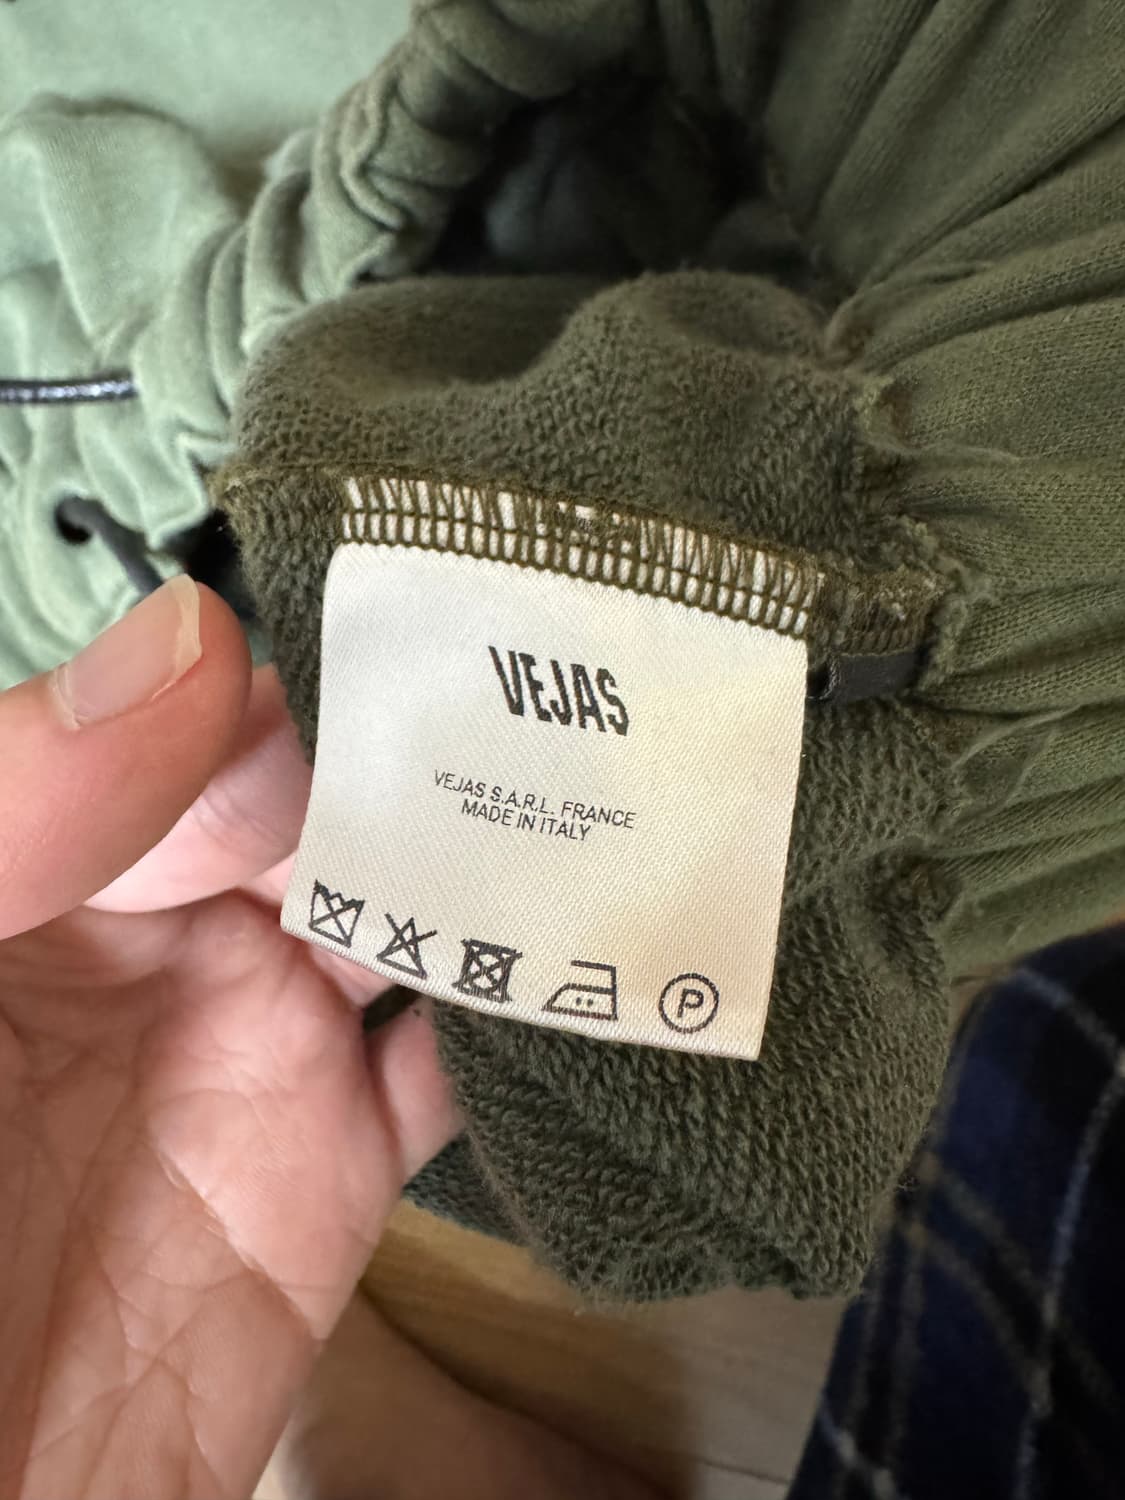 VEJAS
VEJAS S.A.R.L. FRANCE
MADE IN ITALY
P